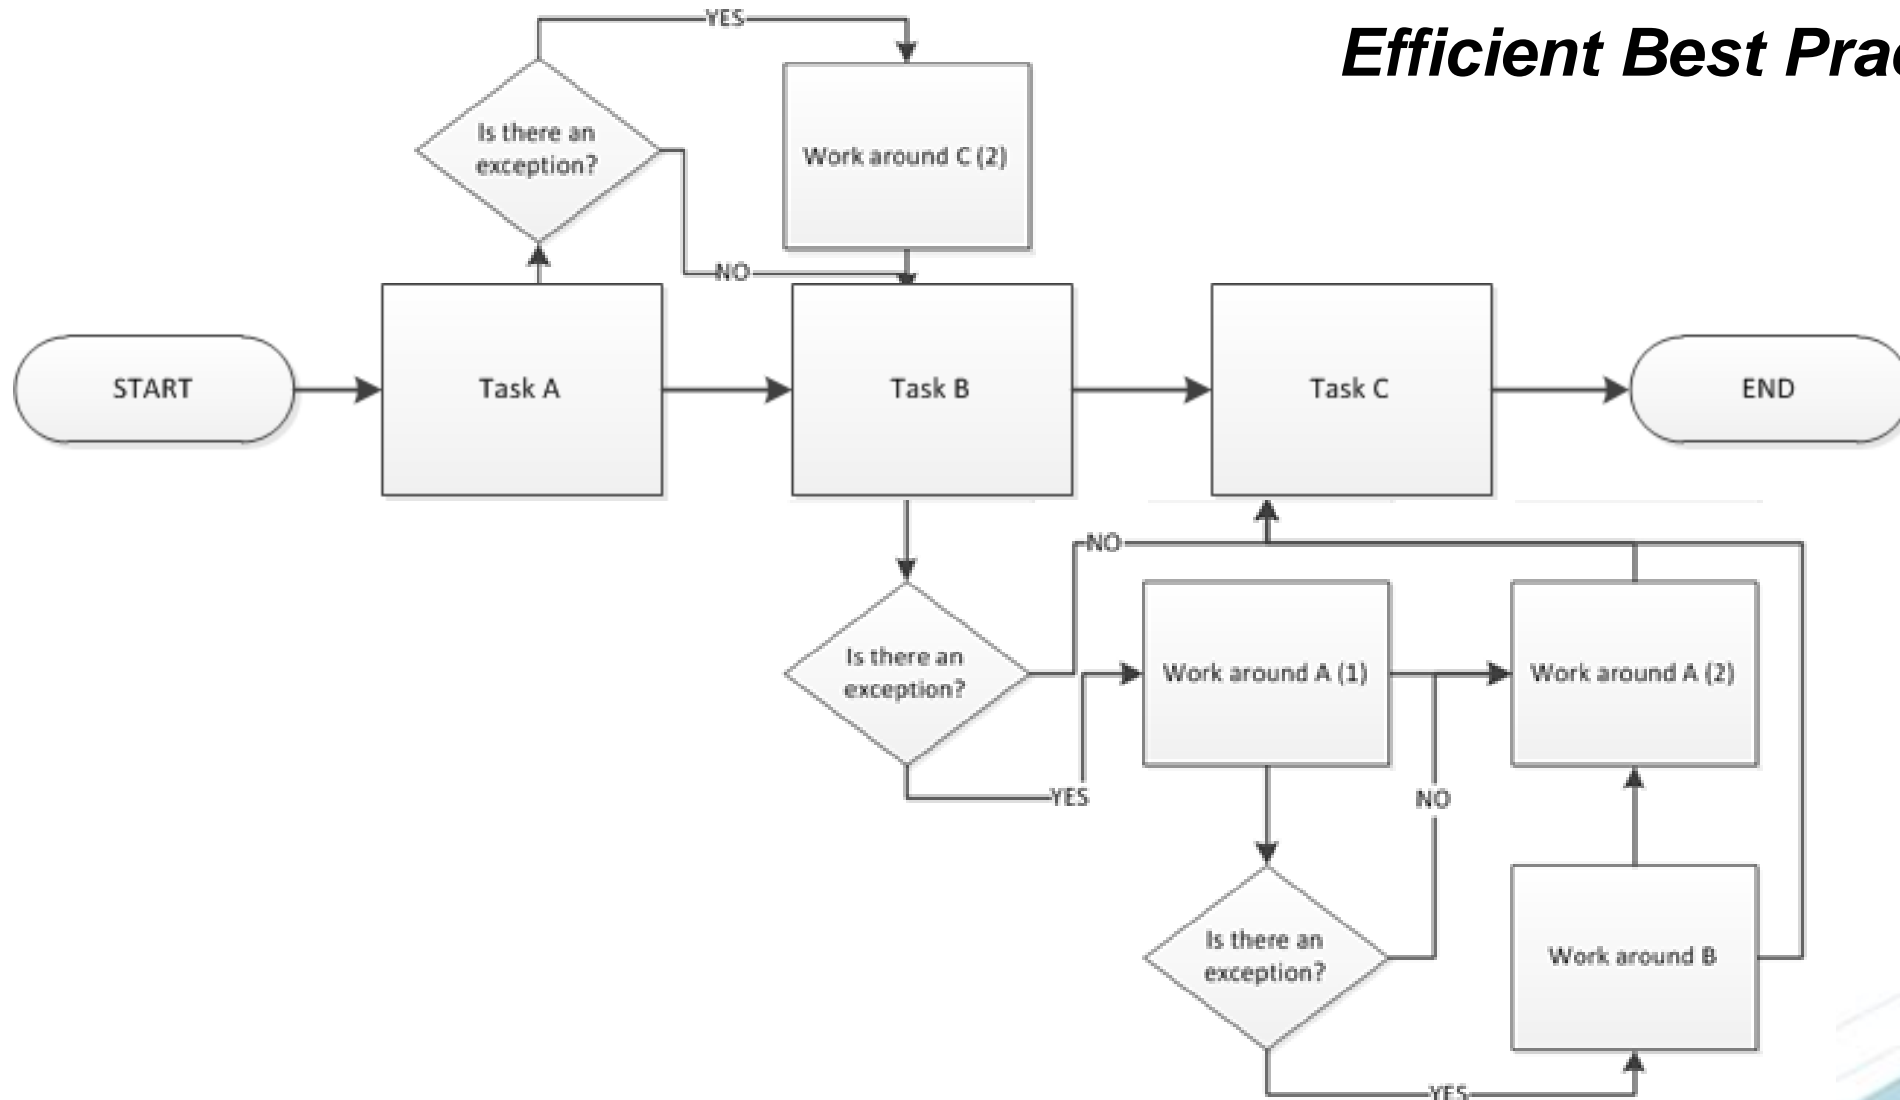 Efficient Best Prac
YES
Is there an
exception?
Work around C (2)
NO
START
Task A
Task B
Task C
END
NO
Is there an
exception?
Work around A (1)
Work around A (2)
YES
NO
Is there an
exception?
Work around B
YES